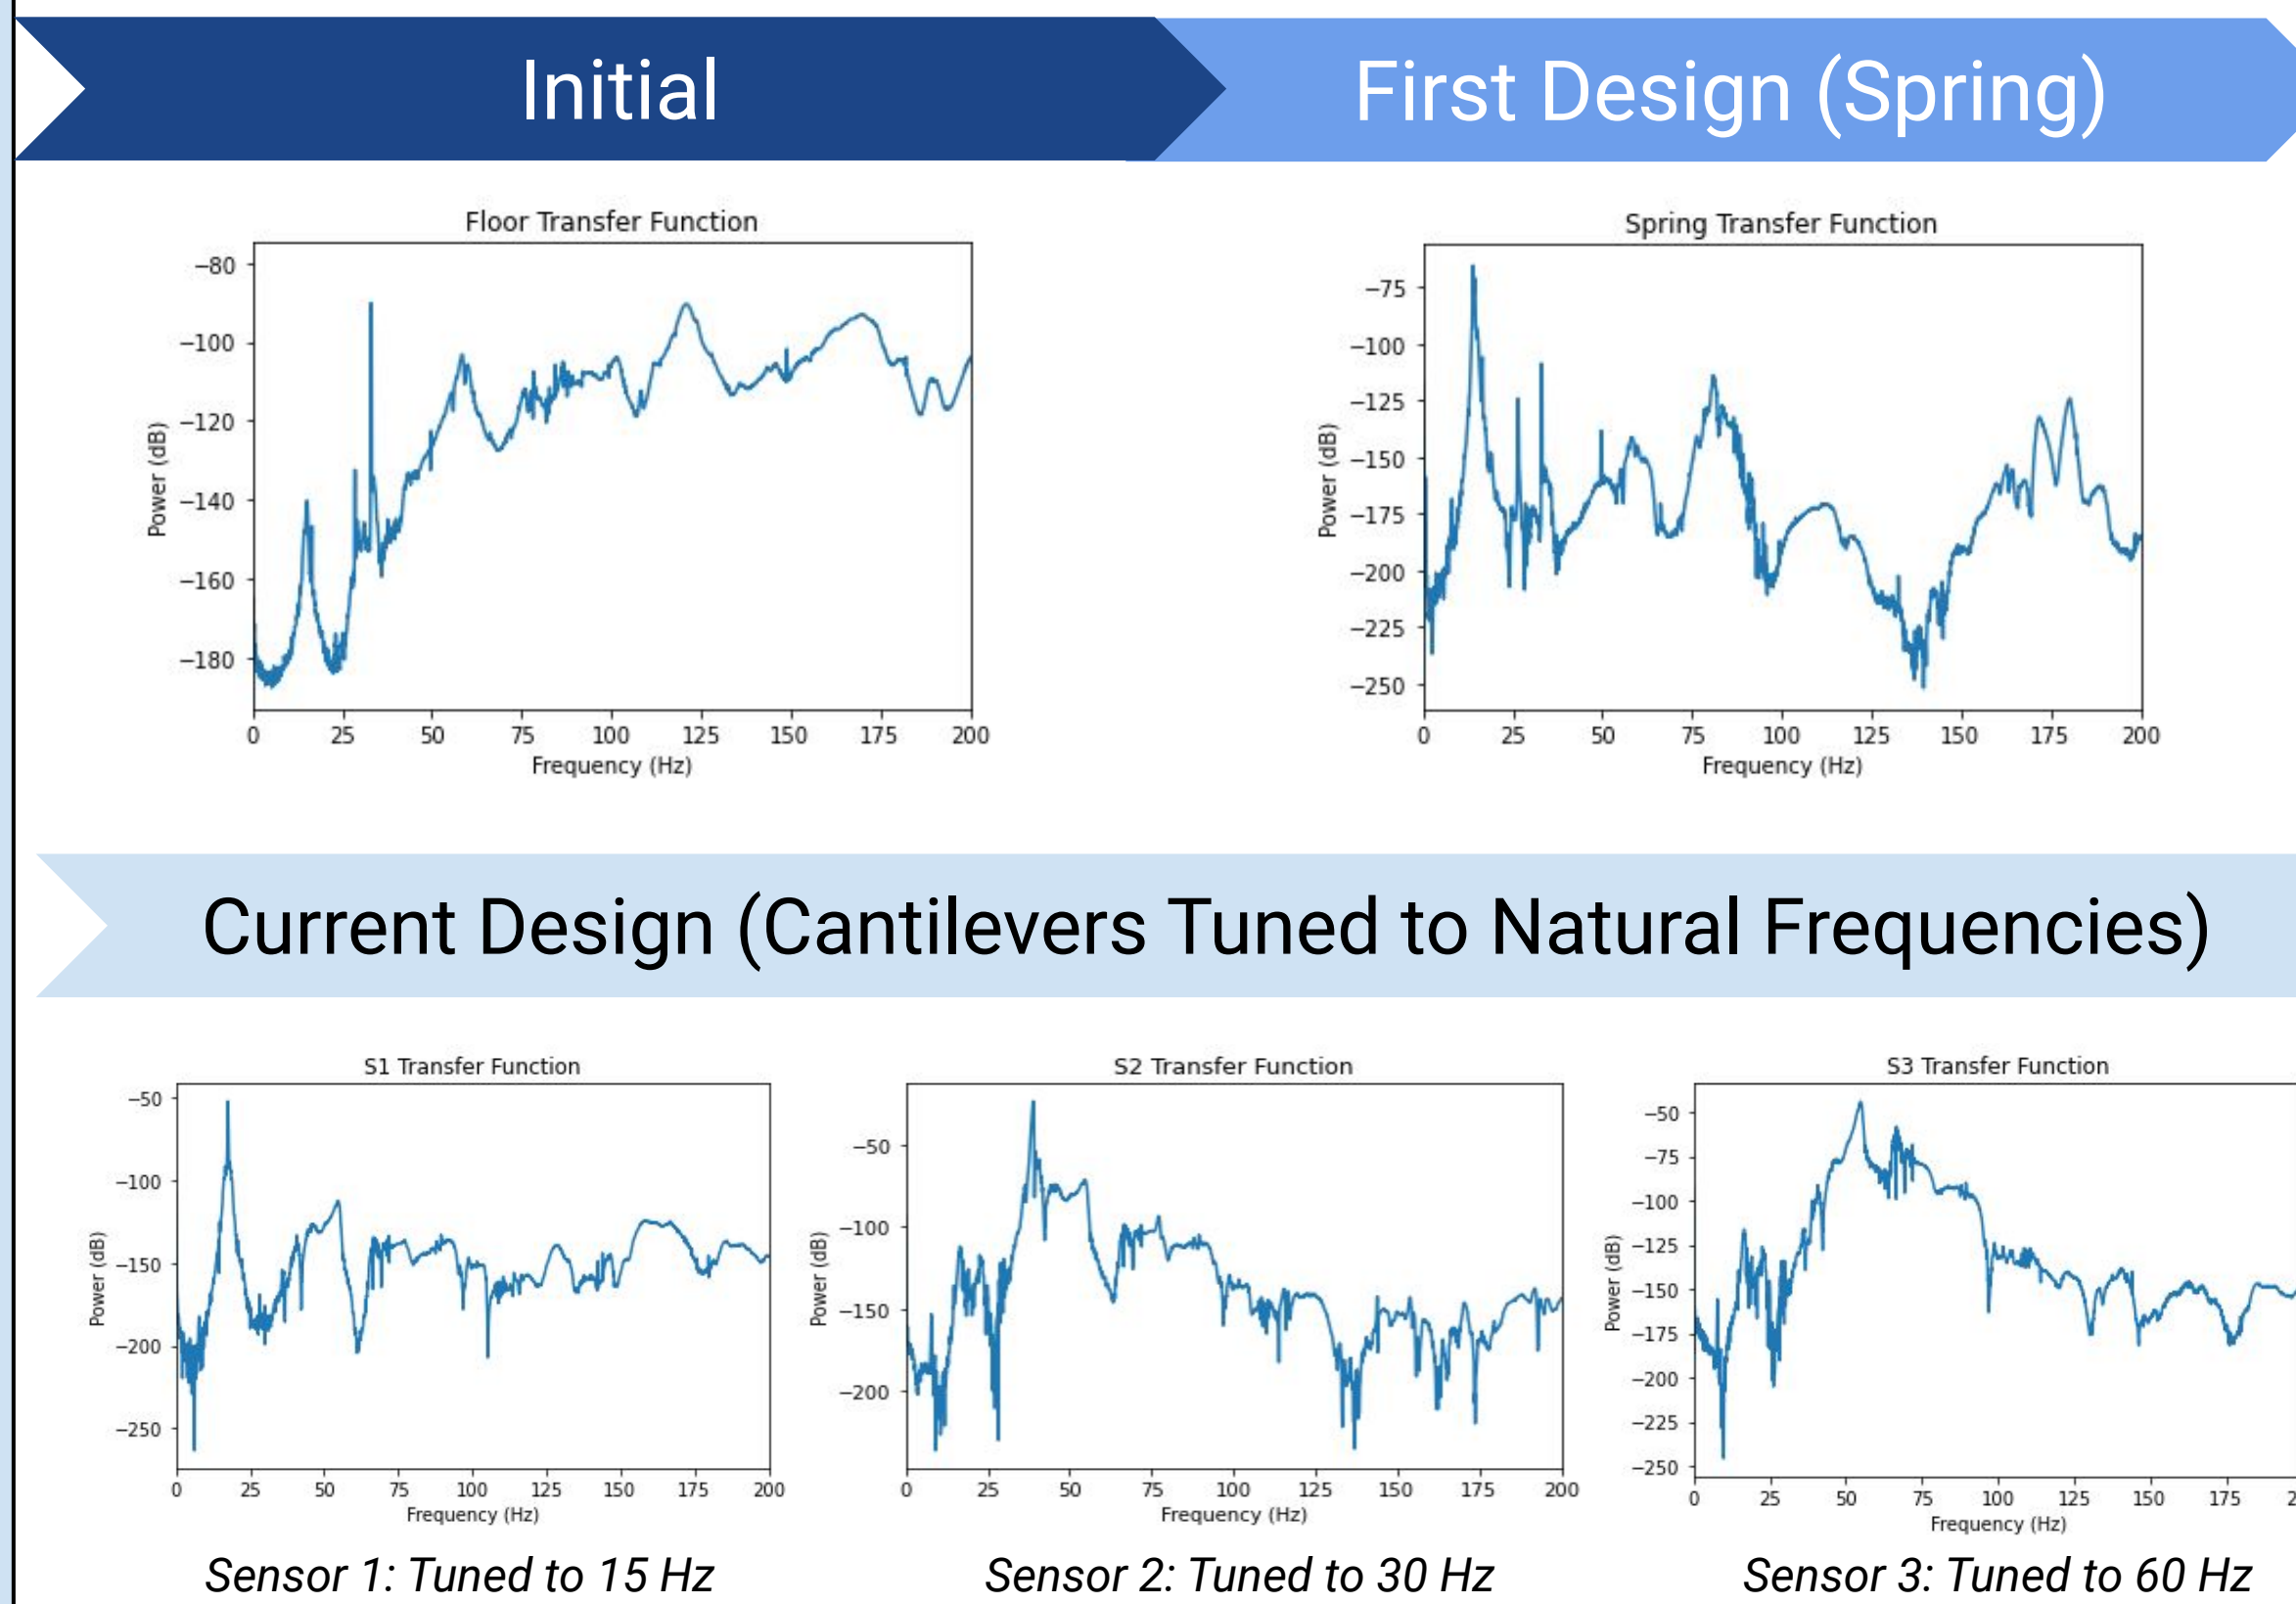 Initial
First Design (Spring)
Floor Transfer Function
−80
−100
−120
−140
−160
−180
Power (dB)
0 25 50 75 100 125 150 175 200
Frequency (Hz)
Spring Transfer Function
−75
−100
−125
−150
−175
−200
−225
−250
Power (dB)
0 25 50 75 100 125 150 175 200
Frequency (Hz)
Current Design (Cantilevers Tuned to Natural Frequencies)
S1 Transfer Function
−50
−100
−150
−200
−250
Power (dB)
0 25 50 75 100 125 150 175 200
Frequency (Hz)
Sensor 1: Tuned to 15 Hz
S2 Transfer Function
−50
−100
−150
−200
Power (dB)
0 25 50 75 100 125 150 175 200
Frequency (Hz)
Sensor 2: Tuned to 30 Hz
S3 Transfer Function
−50
−75
−100
−125
−150
−175
−200
−225
−250
Power (dB)
0 25 50 75 100 125 150 175
Frequency (Hz)
Sensor 3: Tuned to 60 Hz